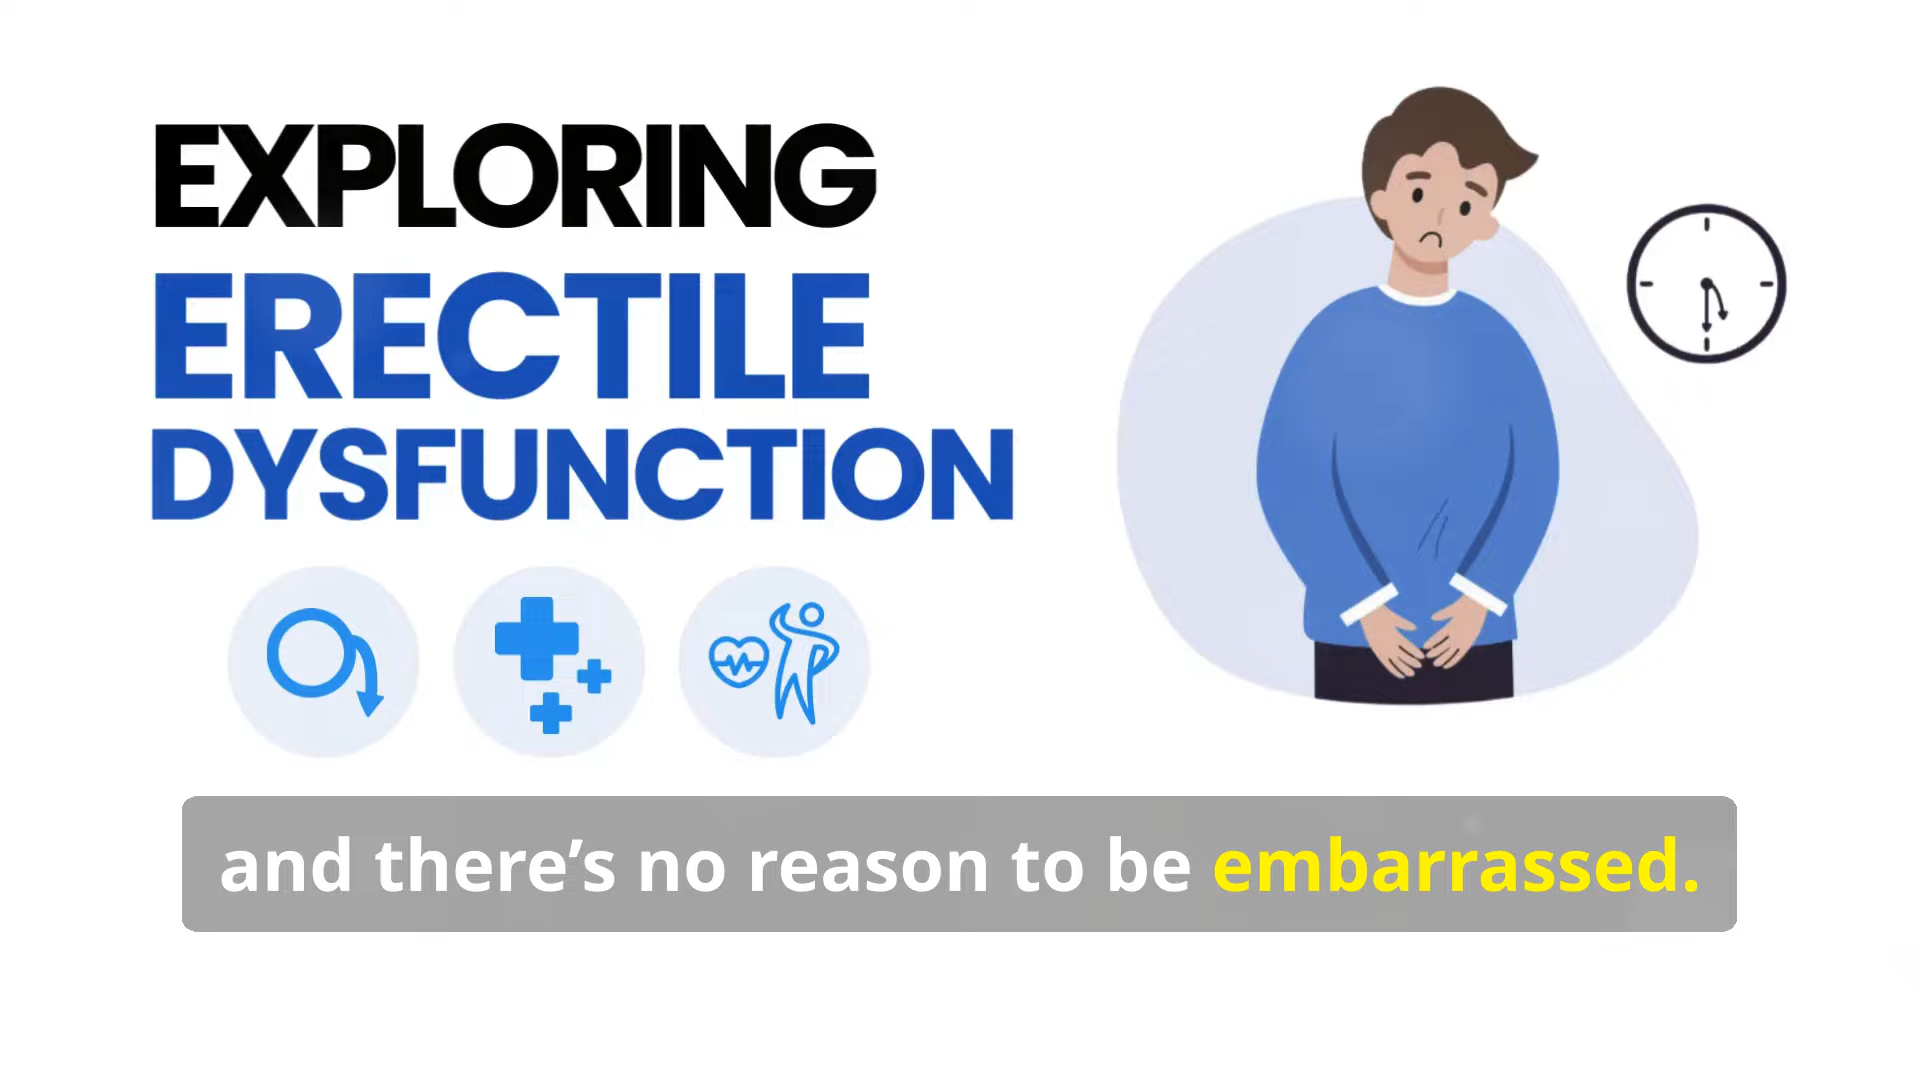 EXPLORING
ERECTILE
DYSFUNCTION
and there’s no reason to be embarrassed.